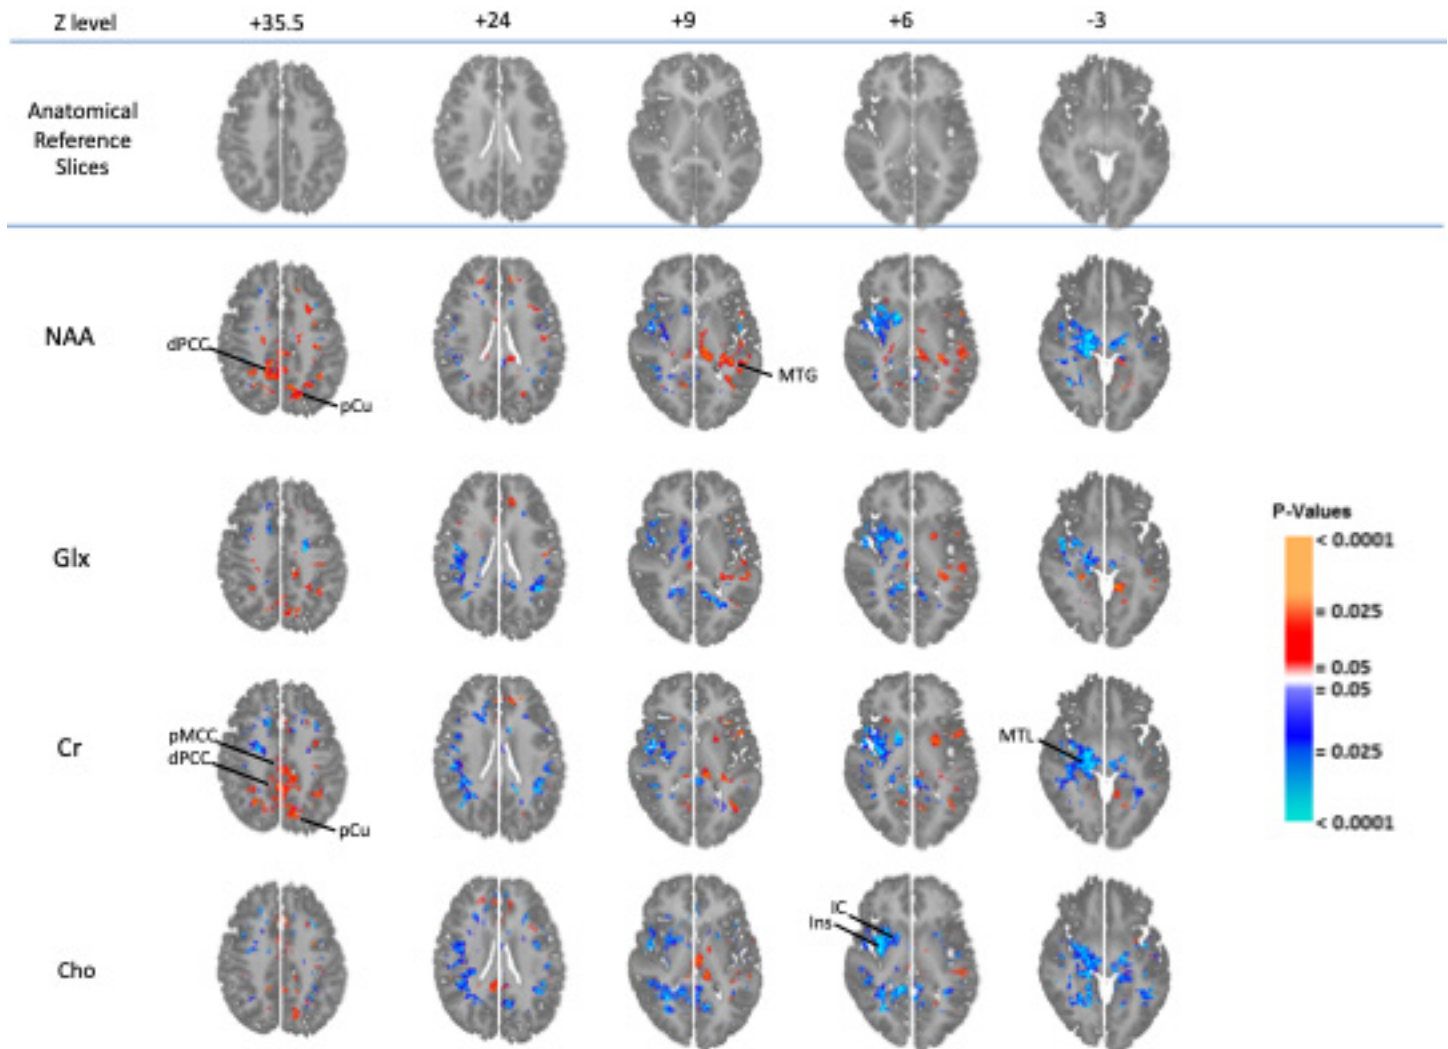 Z level +35.5 +24 +9 +6 -3
Anatomical
Reference
Slices
NAA
dPCC
pCu
MTG
Glx
P-Values
< 0.0001
= 0.025
= 0.05
= 0.05
= 0.025
< 0.0001
Cr
pMCC
dPCC
pCu
MTL
Cho
IC
Ins